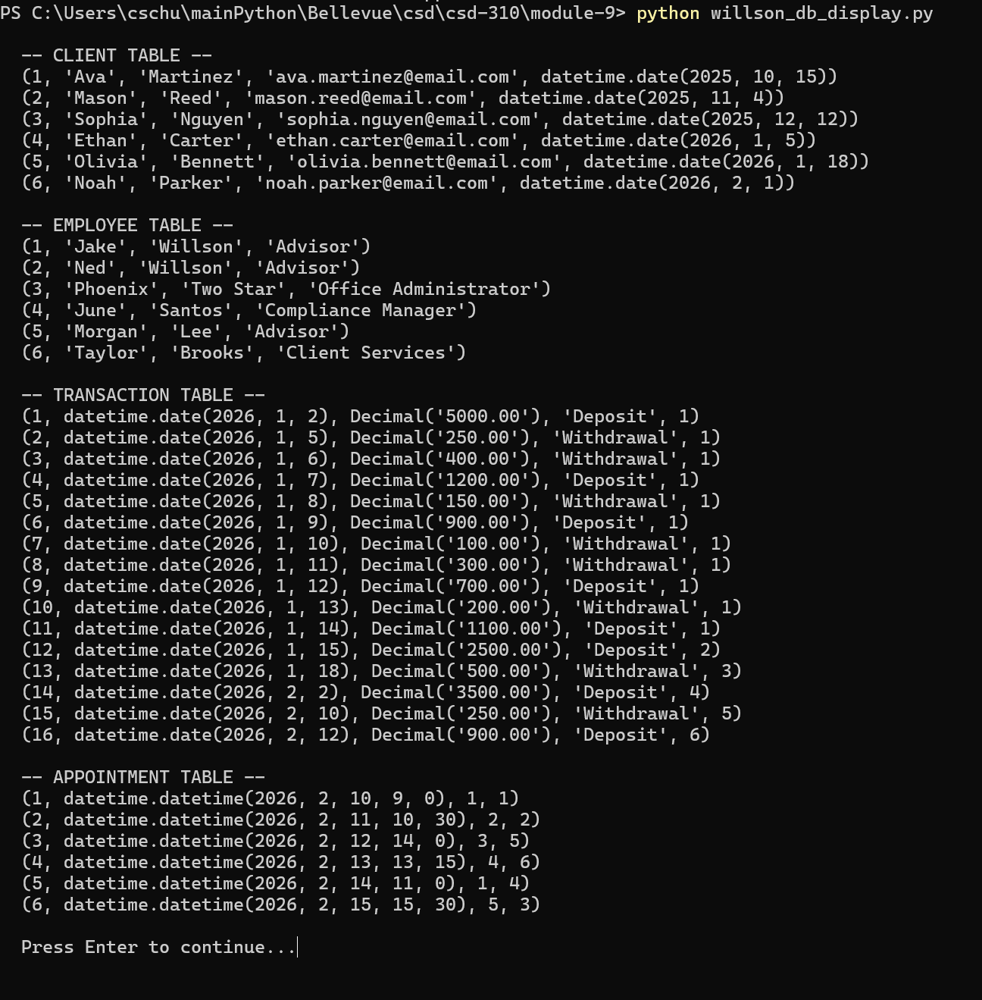 PS C:\Users\cschu\mainPython\Bellevue\csd\csd-310\module-9> python willson_db_display.py
-- CLIENT TABLE --
(1, 'Ava', 'Martinez', 'ava.martinez@email.com', datetime.date(2025, 10, 15))
(2, 'Mason', 'Reed', 'mason.reed@email.com', datetime.date(2025, 11, 4))
(3, 'Sophia', 'Nguyen', 'sophia.nguyen@email.com', datetime.date(2025, 12, 12))
(4, 'Ethan', 'Carter', 'ethan.carter@email.com', datetime.date(2026, 1, 5))
(5, 'Olivia', 'Bennett', 'olivia.bennett@email.com', datetime.date(2026, 1, 18))
(6, 'Noah', 'Parker', 'noah.parker@email.com', datetime.date(2026, 2, 1))
-- EMPLOYEE TABLE --
(1, 'Jake', 'Willson', 'Advisor')
(2, 'Ned', 'Willson', 'Advisor')
(3, 'Phoenix', 'Two Star', 'Office Administrator')
(4, 'June', 'Santos', 'Compliance Manager')
(5, 'Morgan', 'Lee', 'Advisor')
(6, 'Taylor', 'Brooks', 'Client Services')
-- TRANSACTION TABLE --
(1, datetime.date(2026, 1, 2), Decimal('5000.00'), 'Deposit', 1)
(2, datetime.date(2026, 1, 5), Decimal('250.00'), 'Withdrawal', 1)
(3, datetime.date(2026, 1, 6), Decimal('400.00'), 'Withdrawal', 1)
(4, datetime.date(2026, 1, 7), Decimal('1200.00'), 'Deposit', 1)
(5, datetime.date(2026, 1, 8), Decimal('150.00'), 'Withdrawal', 1)
(6, datetime.date(2026, 1, 9), Decimal('900.00'), 'Deposit', 1)
(7, datetime.date(2026, 1, 10), Decimal('100.00'), 'Withdrawal', 1)
(8, datetime.date(2026, 1, 11), Decimal('300.00'), 'Withdrawal', 1)
(9, datetime.date(2026, 1, 12), Decimal('700.00'), 'Deposit', 1)
(10, datetime.date(2026, 1, 13), Decimal('200.00'), 'Withdrawal', 1)
(11, datetime.date(2026, 1, 14), Decimal('1100.00'), 'Deposit', 1)
(12, datetime.date(2026, 1, 15), Decimal('2500.00'), 'Deposit', 2)
(13, datetime.date(2026, 1, 18), Decimal('500.00'), 'Withdrawal', 3)
(14, datetime.date(2026, 2, 2), Decimal('3500.00'), 'Deposit', 4)
(15, datetime.date(2026, 2, 10), Decimal('250.00'), 'Withdrawal', 5)
(16, datetime.date(2026, 2, 12), Decimal('900.00'), 'Deposit', 6)
-- APPOINTMENT TABLE --
(1, datetime.datetime(2026, 2, 10, 9, 0), 1, 1)
(2, datetime.datetime(2026, 2, 11, 10, 30), 2, 2)
(3, datetime.datetime(2026, 2, 12, 14, 0), 3, 5)
(4, datetime.datetime(2026, 2, 13, 13, 15), 4, 6)
(5, datetime.datetime(2026, 2, 14, 11, 0), 1, 4)
(6, datetime.datetime(2026, 2, 15, 15, 30), 5, 3)
Press Enter to continue...